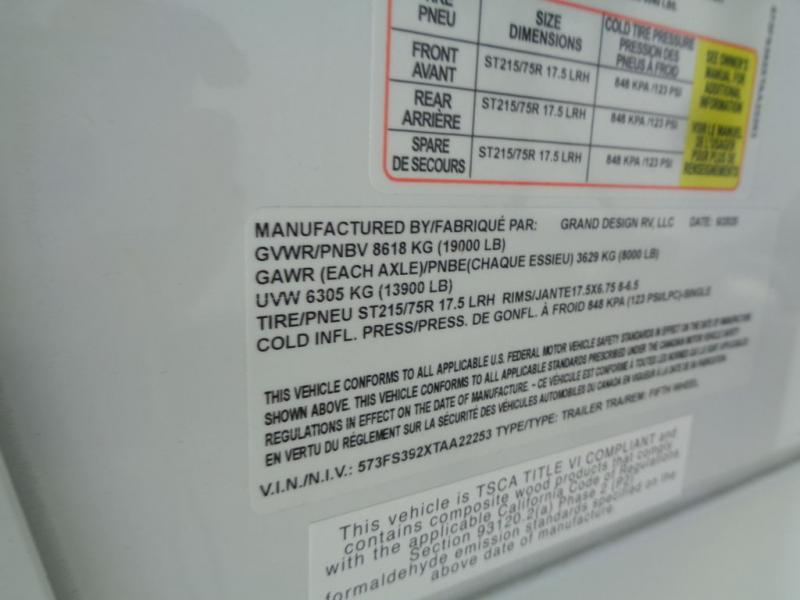 PNEU
SIZE
DIMENSIONS
COLD TIRE PRESSURE
PRESSION DES
PNEUS À FROID
SEE OWNER'S
MANUAL FOR
ADDITIONAL
INFORMATION
VOIR LE MANUEL
DE L'USAGER
POUR PLUS DE
RENSEIGNEMENTS
FRONT
AVANT
ST215/75R 17.5 LRH
848 KPA /123 PSI
REAR
ARRIÈRE
ST215/75R 17.5 LRH
848 KPA /123 PSI
SPARE
DE SECOURS
ST215/75R 17.5 LRH
848 KPA /123 PSI
MANUFACTURED BY/FABRIQUÉ PAR: GRAND DESIGN RV, LLC DATE:
GVWR/PNBV 8618 KG (19000 LB)
GAWR (EACH AXLE)/PNBE(CHAQUE ESSIEU) 3629 KG (8000 LB)
UVW 6305 KG (13900 LB)
TIRE/PNEU ST215/75R 17.5 LRH RIMS/JANTE17.5X6.75 8-6.5
COLD INFL. PRESS/PRESS. DE GONFL. À FROID 848 KPA (123 PSI/LPC)-SINGLE
THIS VEHICLE CONFORMS TO ALL APPLICABLE U.S. FEDERAL MOTOR VEHICLE SAFETY STANDARDS IN EFFECT ON THE DATE OF MANUFACTURE
SHOWN ABOVE. THIS VEHICLE CONFORMS TO ALL APPLICABLE STANDARDS PRESCRIBED UNDER THE CANADIAN MOTOR VEHICLE SAFETY
REGULATIONS IN EFFECT ON THE DATE OF MANUFACTURE. - CE VÉHICULE EST CONFORME À TOUTES LES NORMES QUI LUI SONT APPLICABLES
EN VERTU DU RÉGLEMENT SUR LA SÉCURITÉ DES VÉHICULES AUTOMOBILES DU CANADA EN VIGUEUR A LA DATE DE SA FABRICATION.
V.I.N./N.I.V.: 573FS392XTAA22253 TYPE/TYPE: TRAILER TRA/REM: FIFTH WHEEL
This vehicle is TSCA TITLE VI COMPLIANT and
contains composite wood products that comply
with the applicable California Code of Regulations
Section 93120.2(a) Phase 2 (P2)
formaldehyde emission standards specified on the
above date of manufacture.